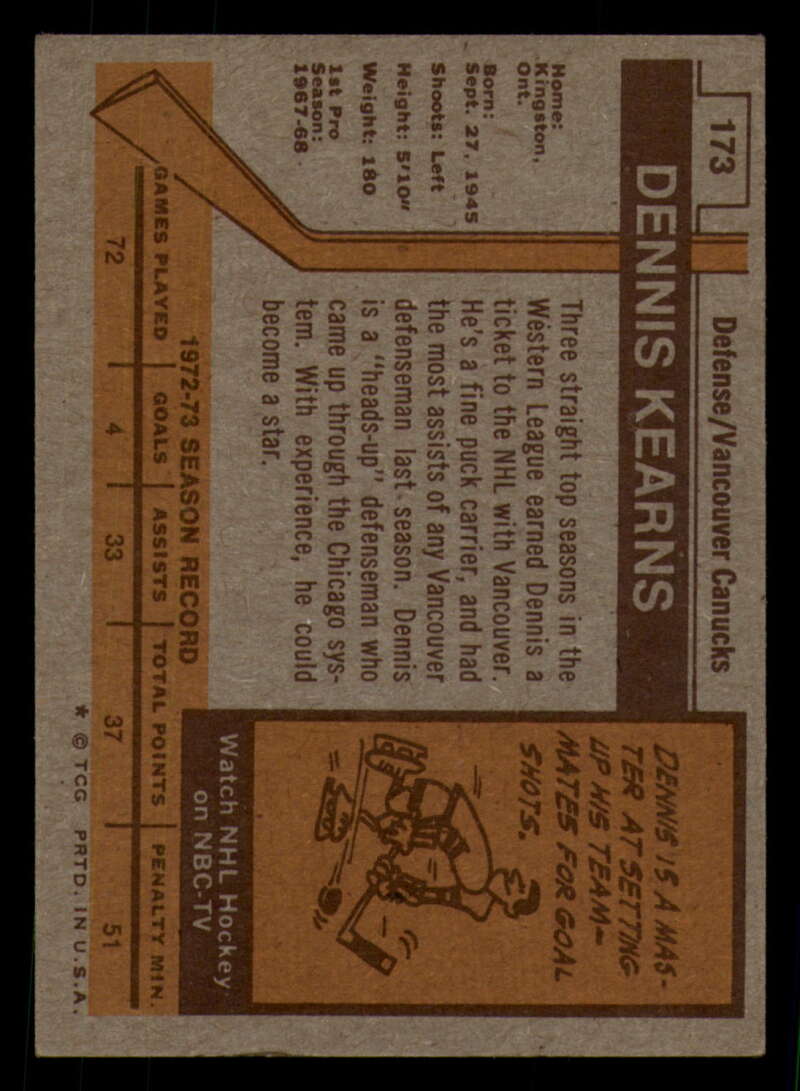 173
Defense/Vancouver Canucks
DENNIS KEARNS
Home:
Kingston,
Ont.
Born:
Sept. 27, 1945
Shoots: Left
Height: 5'10"
Weight: 180
1st Pro
Season:
1967-68
Three straight top seasons in the
Western League earned Dennis a
ticket to the NHL with Vancouver.
He's a fine puck carrier, and had
the most assists of any Vancouver
defenseman last season. Dennis
is a "heads-up" defenseman who
came up through the Chicago sys-
tem. With experience, he could
become a star.
DENNIS IS A MAS-
TER AT SETTING
UP HIS TEAM-
MATES FOR GOAL
SHOTS.
Watch NHL Hockey
on NBC-TV
1972-73 SEASON RECORD
GAMES PLAYED GOALS ASSISTS TOTAL POINTS PENALTY MIN.
72 4 33 37 51
* © TCG PRTD. IN U.S.A.